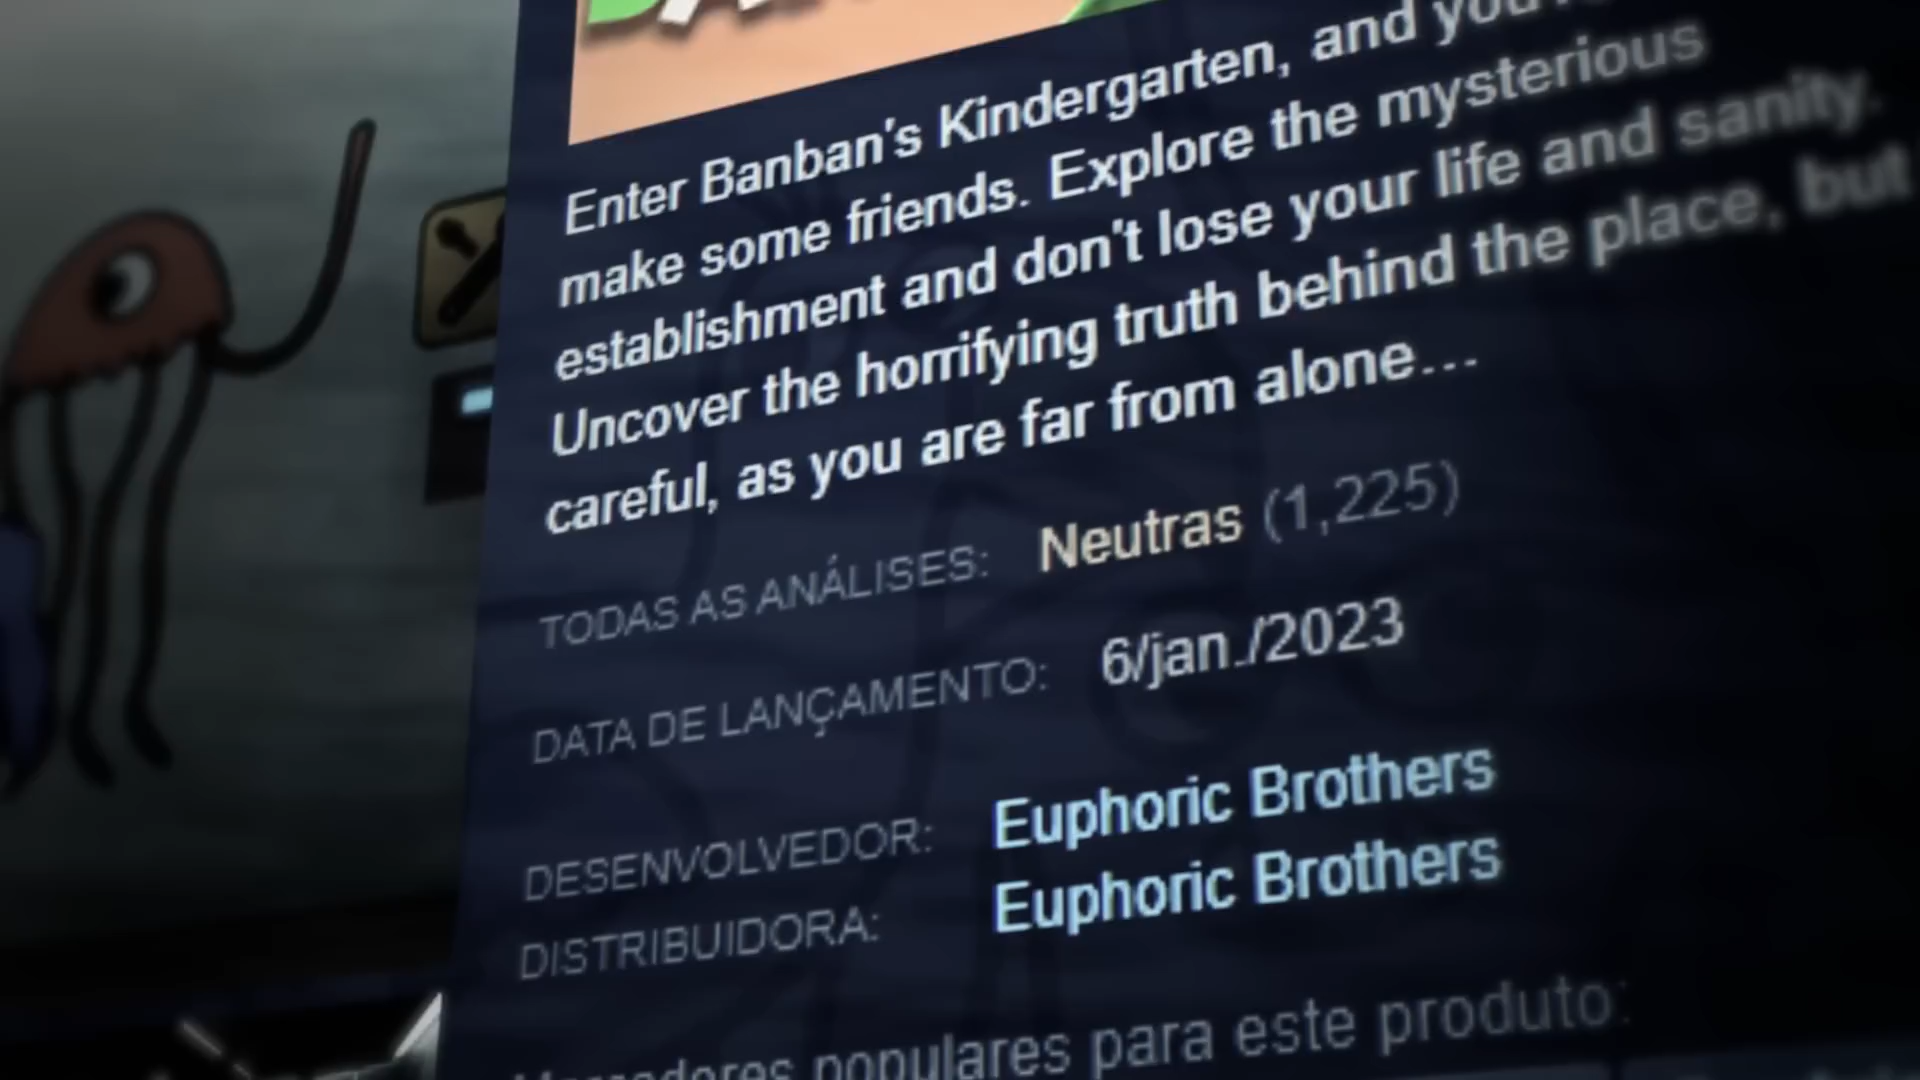 Enter Banban's Kindergarten, and
make some friends. Explore the mysterious
establishment and don't lose your life and sanity.
Uncover the horrifying truth behind the place, but
careful, as you are far from alone...
TODAS AS ANÁLISES: Neutras (1,225)
DATA DE LANÇAMENTO: 6/jan./2023
DESENVOLVEDOR: Euphoric Brothers
DISTRIBUIDORA: Euphoric Brothers
populares para este produto: